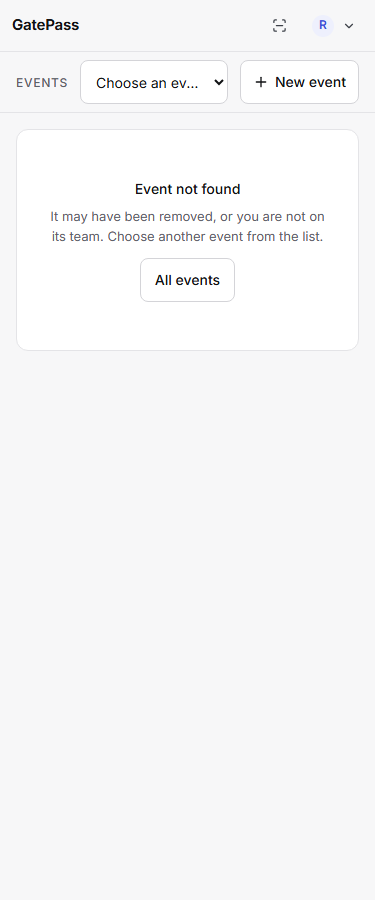 GatePass
R
EVENTS
Choose an ev...
New event
Event not found
It may have been removed, or you are not on
its team. Choose another event from the list.
All events